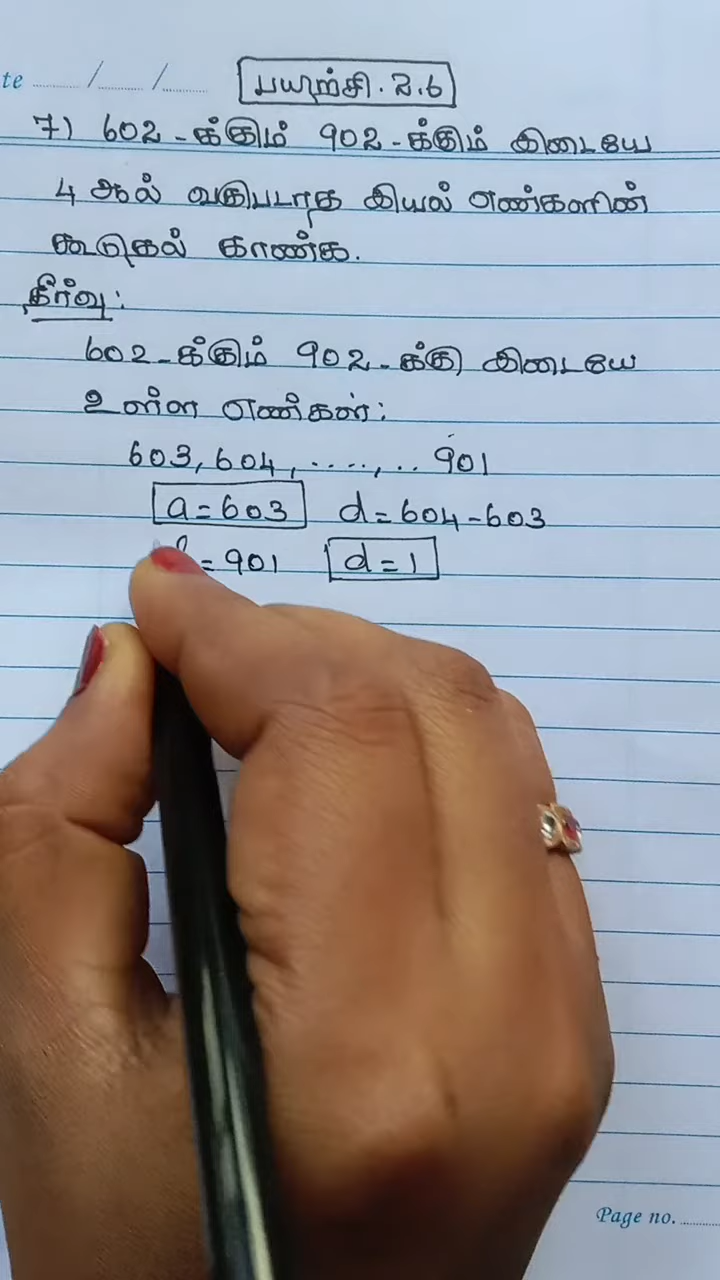 te ......../......../........
பயிற்சி . 2.6
7) 602 - க்கும் 902 - க்கும் இடையே
4 ஆல் வகுபடாத இயல் எண்களின்
கூடுதல் காண்க.
தீர்வு :
602 - க்கும் 902 - க்கு இடையே
உள்ள எண்கள் :
603, 604, ...., .. 901
a = 603 d = 604 - 603
l = 901 d = 1
Page no. ........